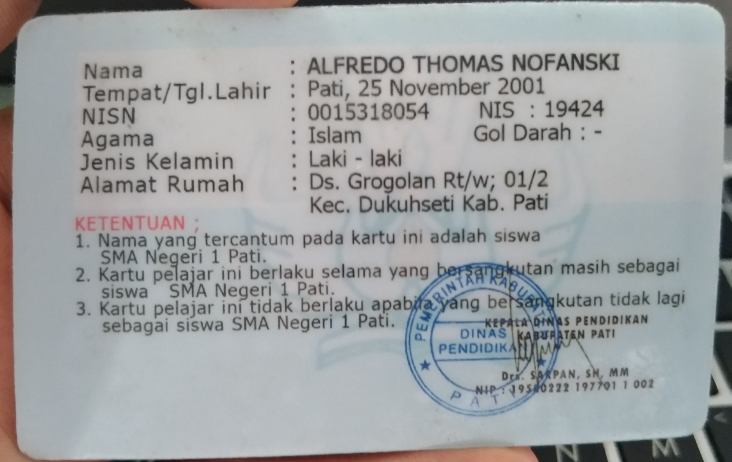 Nama : ALFREDO THOMAS NOFANSKI
Tempat/Tgl.Lahir : Pati, 25 November 2001
NISN : 0015318054 NIS : 19424
Agama : Islam Gol Darah : -
Jenis Kelamin : Laki - laki
Alamat Rumah : Ds. Grogolan Rt/w; 01/2
Kec. Dukuhseti Kab. Pati
KETENTUAN ;
1. Nama yang tercantum pada kartu ini adalah siswa
SMA Negeri 1 Pati.
2. Kartu pelajar ini berlaku selama yang bersangkutan masih sebagai
siswa SMA Negeri 1 Pati.
3. Kartu pelajar ini tidak berlaku apabila yang bersangkutan tidak lagi
sebagai siswa SMA Negeri 1 Pati.
KEPALA DINAS PENDIDIKAN
KABUPATEN PATI
PEMERINTAH KABUPATEN
DINAS
PENDIDIKAN
PATI
Drs. SARPAN, SH, MM
NIP : 19580222 197701 1 002
N
M